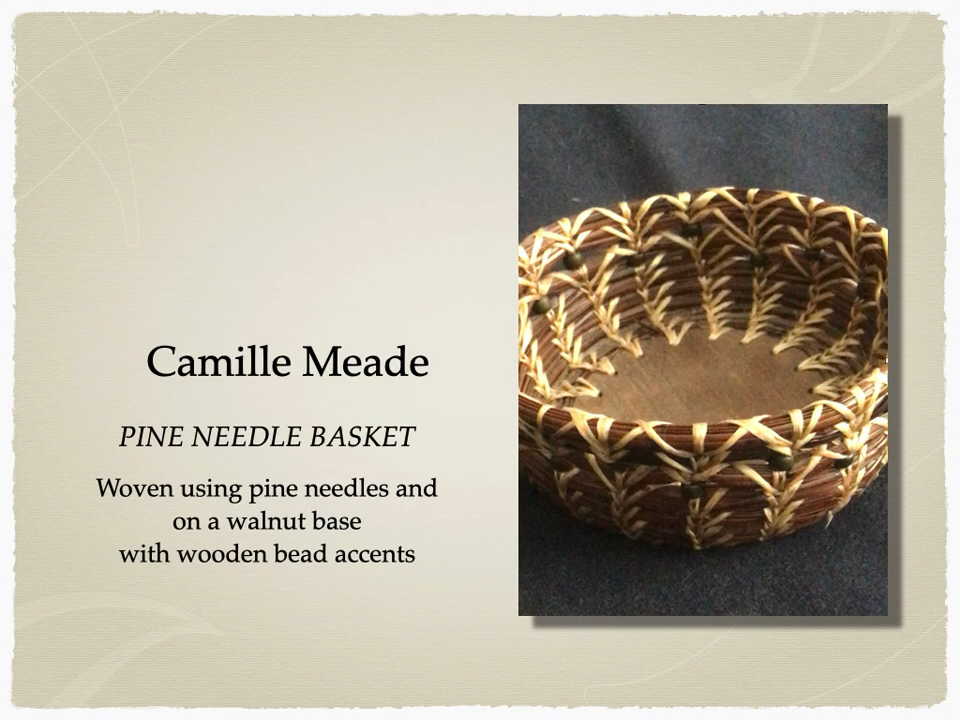 Camille Meade
PINE NEEDLE BASKET
Woven using pine needles and
on a walnut base
with wooden bead accents